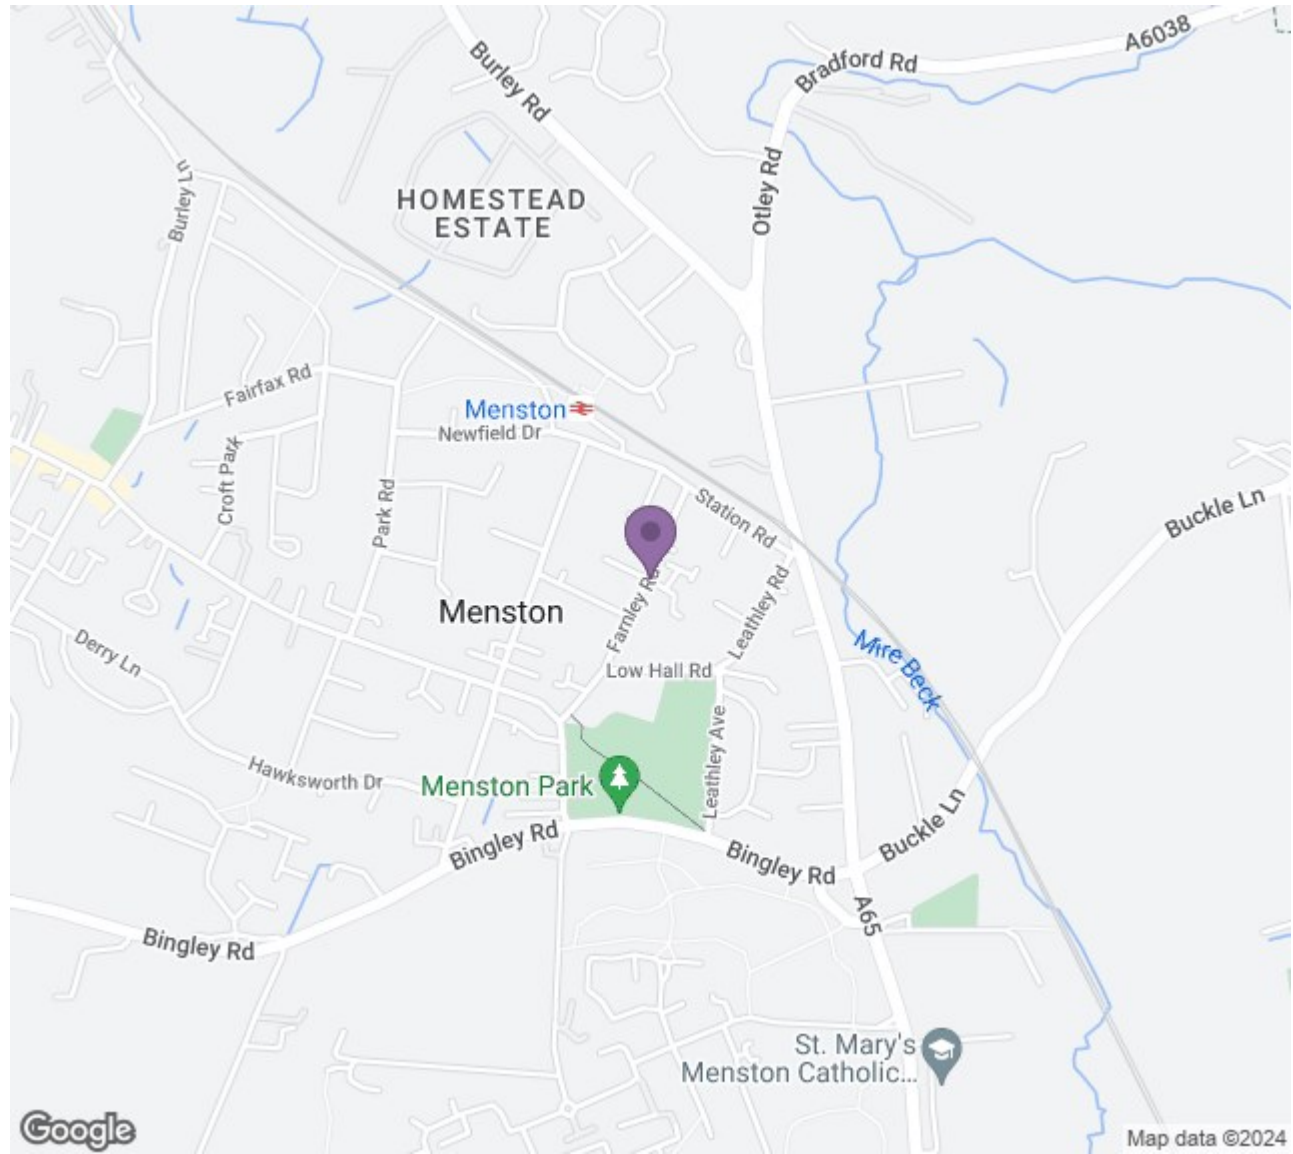 A6038
Bradford Rd
Burley Rd
Otley Rd
Burley Ln
HOMESTEAD
ESTATE
Fairfax Rd
Menston
Newfield Dr
Croft Park
Park Rd
Station Rd
Buckle Ln
Farnley Rd
Leathley Rd
Menston
Derry Ln
Low Hall Rd
Mire Beck
Leathley Ave
Hawksworth Dr
Menston Park
Bingley Rd
Bingley Rd
Buckle Ln
A65
Bingley Rd
St. Mary's
Menston Catholic...
Google
Map data ©2024